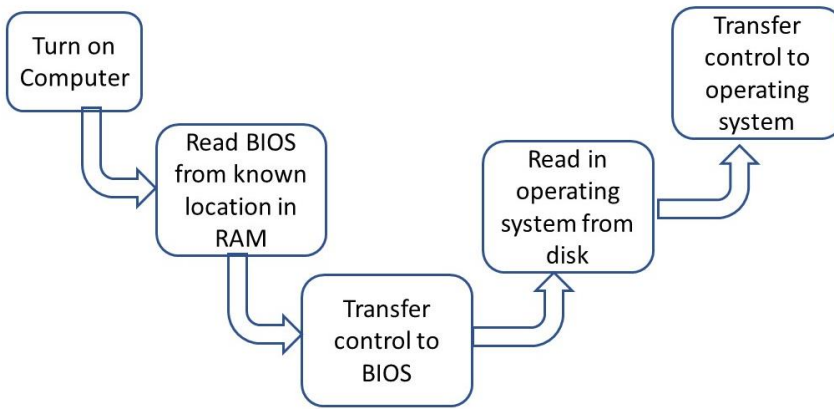 Turn on
Computer
Read BIOS
from known
location in
RAM
Transfer
control to
BIOS
Read in
operating
system from
disk
Transfer
control to
operating
system